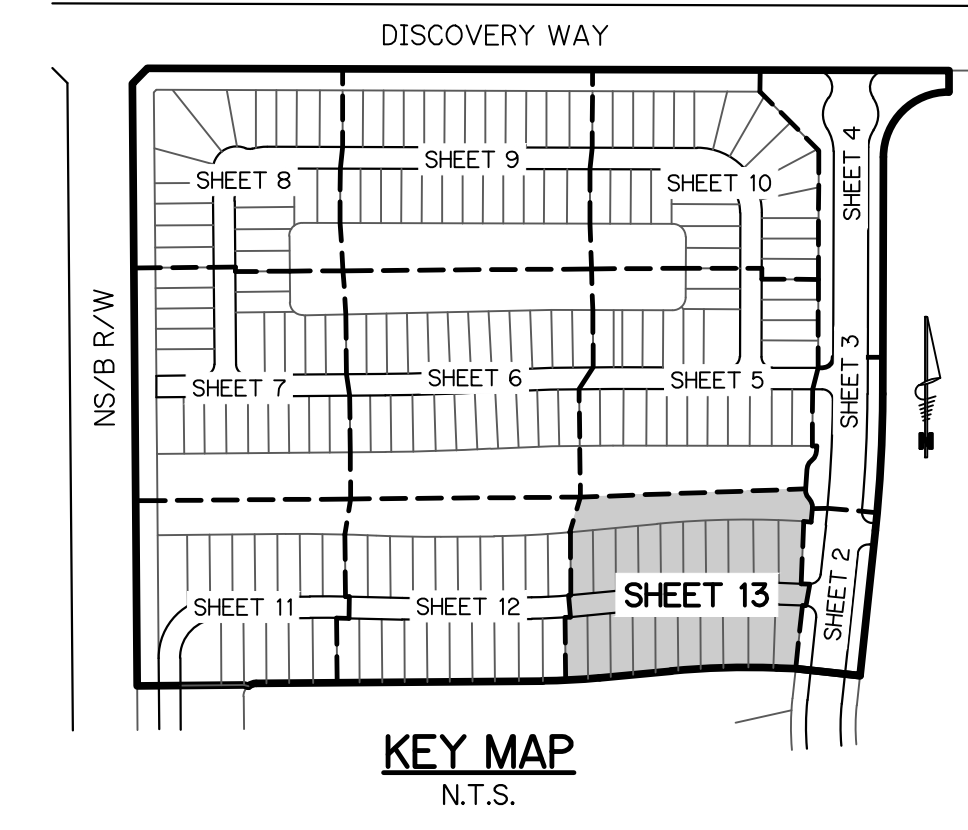 DISCOVERY WAY
SHEET 4
SHEET 9
SHEET 8
SHEET 10
NS/B R/W
SHEET 3
SHEET 7
SHEET 6
SHEET 5
SHEET 2
SHEET 11
SHEET 12
SHEET 13
KEY MAP
N.T.S.